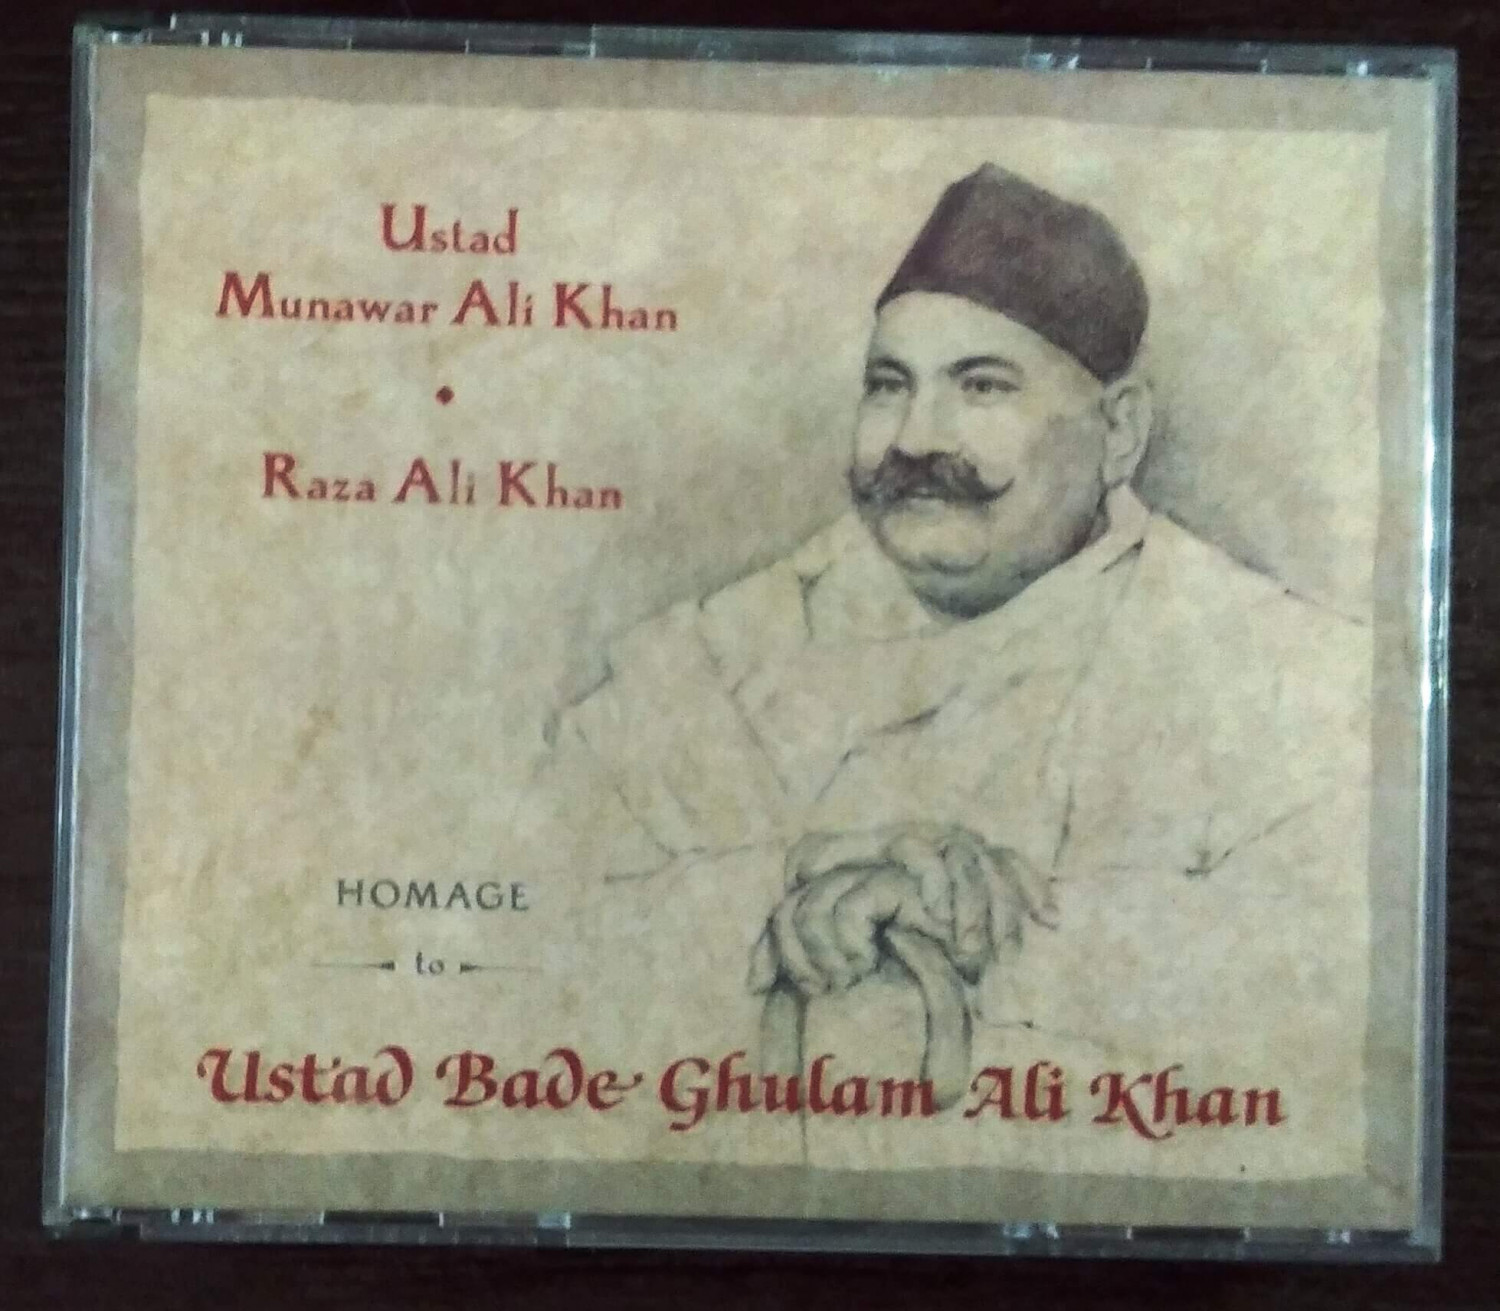 Ustad
Munawar Ali Khan
Raza Ali Khan
HOMAGE
to
Ustad Bade Ghulam Ali Khan